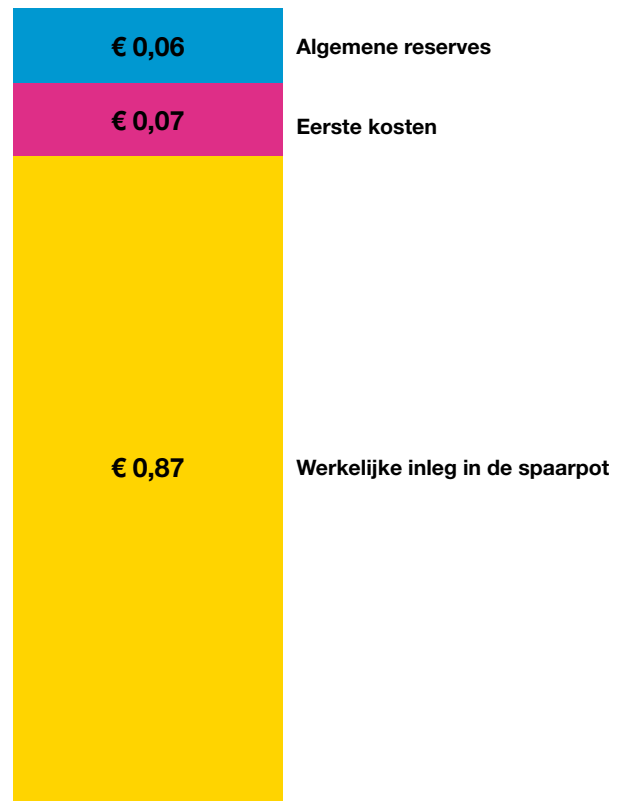 € 0,06 Algemene reserves
€ 0,07 Eerste kosten
€ 0,87 Werkelijke inleg in de spaarpot